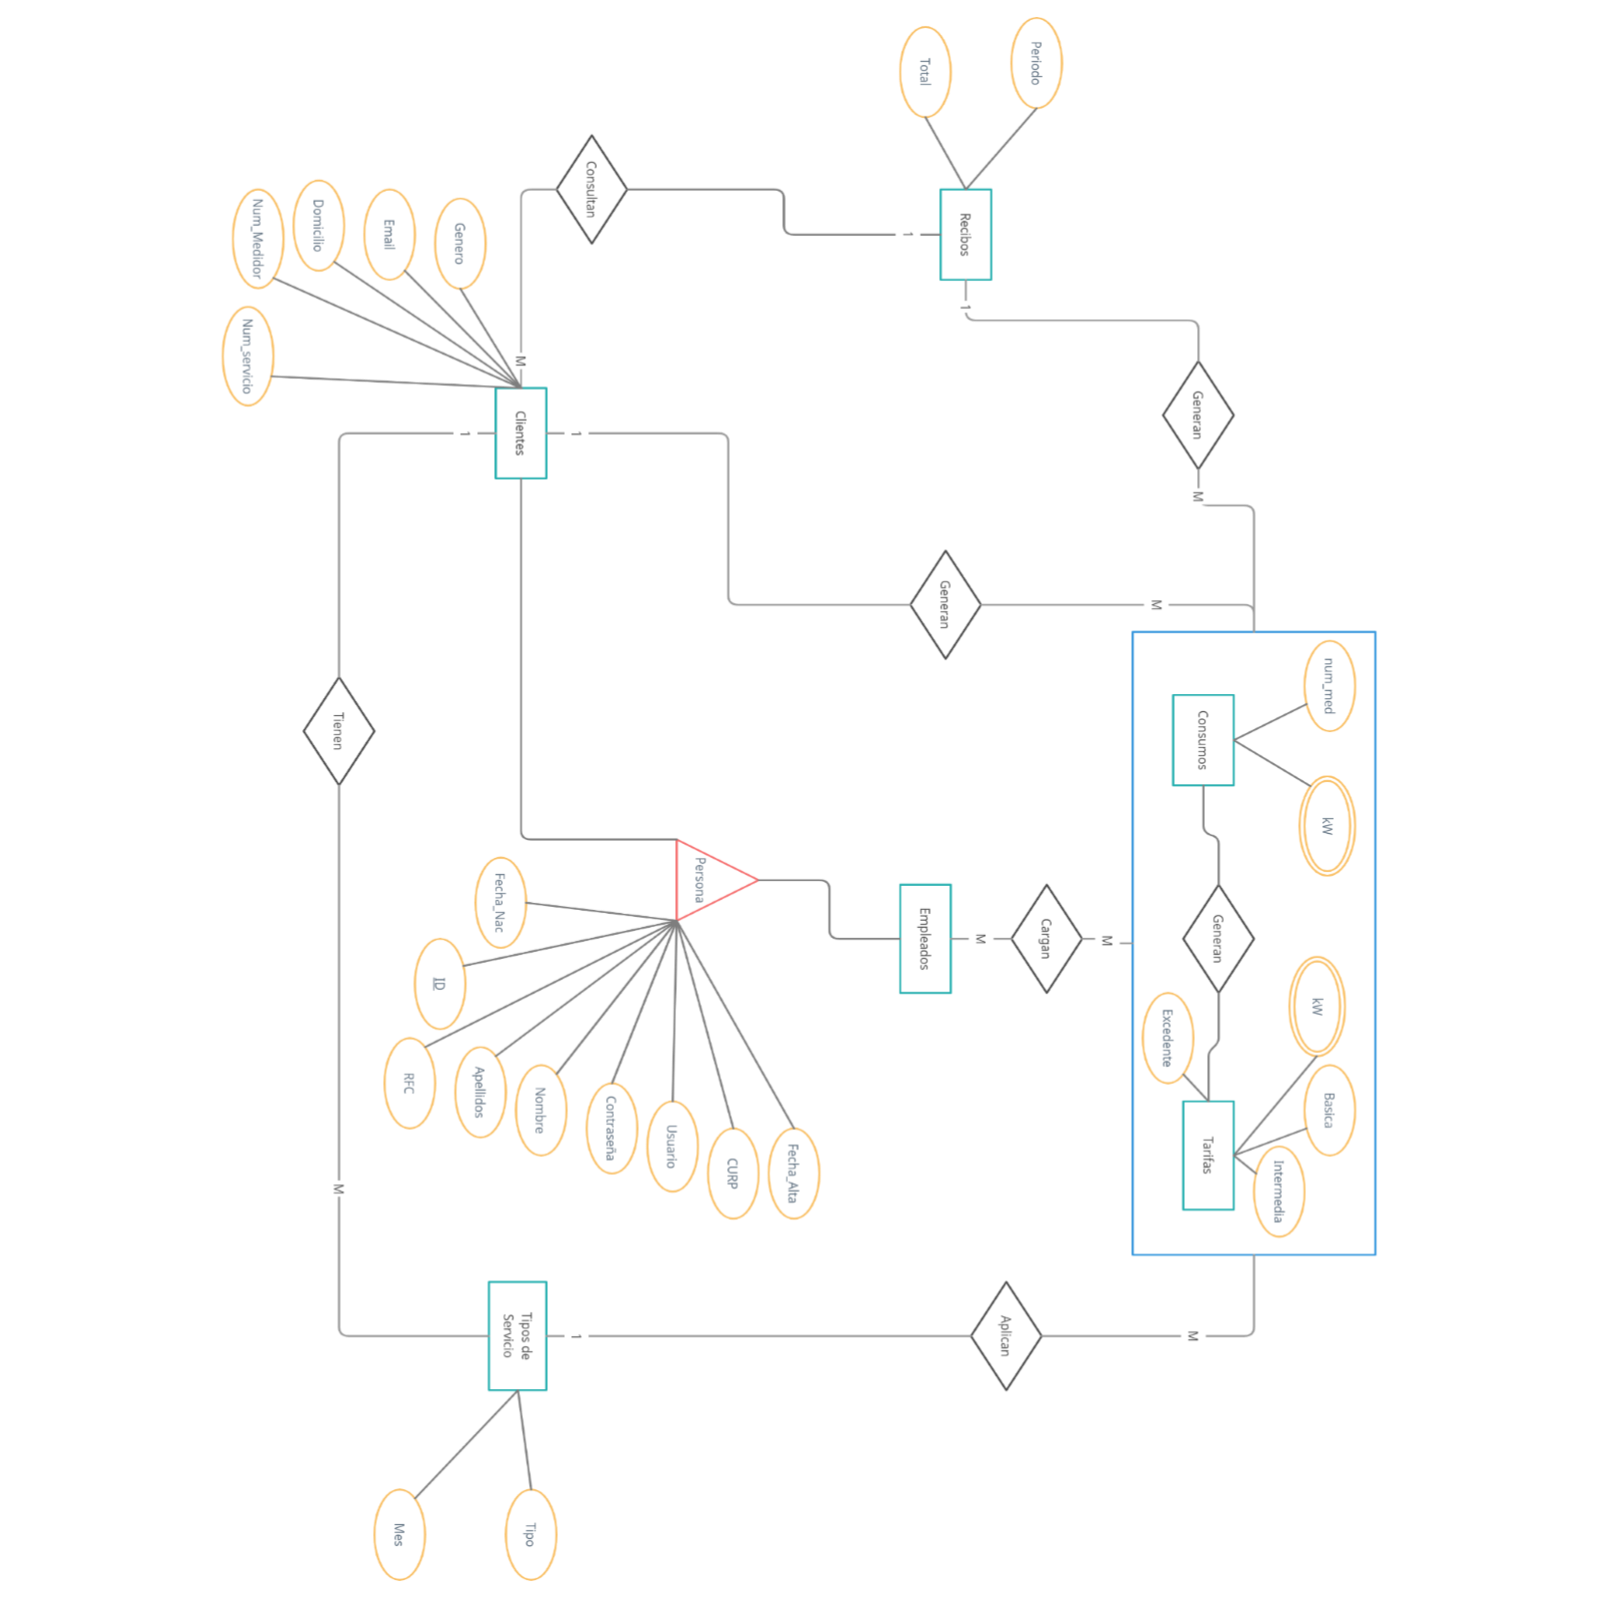 num_med
kW
kW
Basica
Intermedia
Consumos
Generan
Excedente
Tarifas
Generan
M
M
M
M
Periodo
Cargan
Aplican
M
Recibos
1
Generan
Total
Empleados
1
Fecha_Alta
CURP
Persona
Usuario
Contraseña
Consultan
1
1
Nombre
Tipo
Tipos de
Servicio
Clientes
M
Fecha_Nac
Apellidos
1
Genero
ID
RFC
Mes
Email
Tienen
M
Domicilio
Num_Medidor
Num_servicio